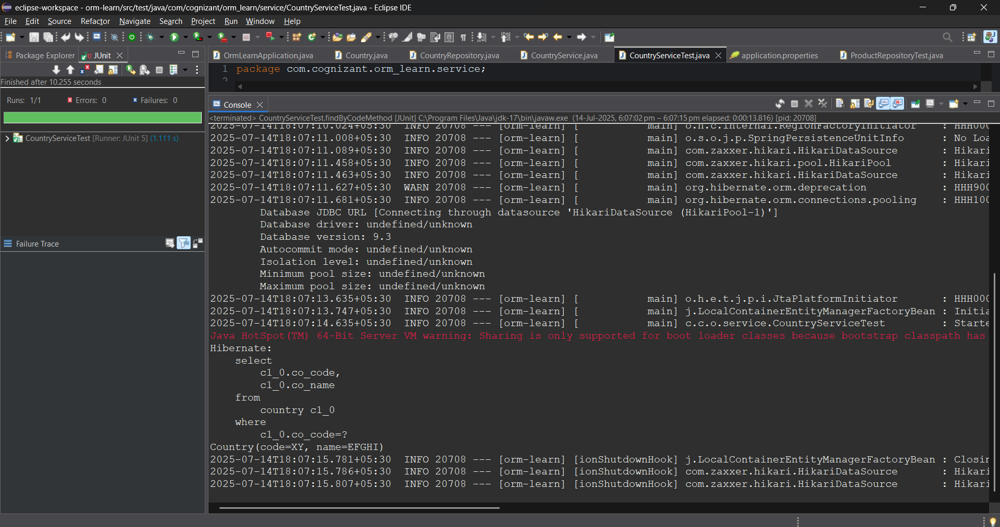 eclipse-workspace - orm-learn/src/test/java/com/cognizant/orm_learn/service/CountryServiceTest.java - Eclipse IDE
File Edit Source Refactor Navigate Search Project Run Window Help
Package Explorer JUnit
OrmLearnApplication.java Country.java CountryRepository.java CountryService.java CountryServiceTest.java application.properties ProductRepositoryTest.java
1 package com.cognizant.orm_learn.service;
2
Finished after 10.255 seconds
Runs: 1/1 Errors: 0 Failures: 0
CountryServiceTest [Runner: JUnit 5] (1.111 s)
Failure Trace
Console
<terminated> CountryServiceTest.findByCodeMethod [JUnit] C:\Program Files\Java\jdk-17\bin\javaw.exe (14-Jul-2025, 6:07:02 pm – 6:07:15 pm elapsed: 0:00:13.816) [pid: 20708]
2025-07-14T18:07:10.024+05:30 INFO 20708 --- [orm-learn] [ main] o.h.c.internal.RegionFactoryInitiator : HHH000
2025-07-14T18:07:11.008+05:30 INFO 20708 --- [orm-learn] [ main] o.s.o.j.p.SpringPersistenceUnitInfo : No Loa
2025-07-14T18:07:11.089+05:30 INFO 20708 --- [orm-learn] [ main] com.zaxxer.hikari.HikariDataSource : Hikari
2025-07-14T18:07:11.458+05:30 INFO 20708 --- [orm-learn] [ main] com.zaxxer.hikari.pool.HikariPool : Hikari
2025-07-14T18:07:11.463+05:30 INFO 20708 --- [orm-learn] [ main] com.zaxxer.hikari.HikariDataSource : Hikari
2025-07-14T18:07:11.627+05:30 WARN 20708 --- [orm-learn] [ main] org.hibernate.orm.deprecation : HHH900
2025-07-14T18:07:11.681+05:30 INFO 20708 --- [orm-learn] [ main] org.hibernate.orm.connections.pooling : HHH100
Database JDBC URL [Connecting through datasource 'HikariDataSource (HikariPool-1)']
Database driver: undefined/unknown
Database version: 9.3
Autocommit mode: undefined/unknown
Isolation level: undefined/unknown
Minimum pool size: undefined/unknown
Maximum pool size: undefined/unknown
2025-07-14T18:07:13.635+05:30 INFO 20708 --- [orm-learn] [ main] o.h.e.t.j.p.i.JtaPlatformInitiator : HHH000
2025-07-14T18:07:13.747+05:30 INFO 20708 --- [orm-learn] [ main] j.LocalContainerEntityManagerFactoryBean : Initia
2025-07-14T18:07:14.635+05:30 INFO 20708 --- [orm-learn] [ main] c.c.o.service.CountryServiceTest : Starte
Java HotSpot(TM) 64-Bit Server VM warning: Sharing is only supported for boot loader classes because bootstrap classpath has
Hibernate:
select
c1_0.co_code,
c1_0.co_name
from
country c1_0
where
c1_0.co_code=?
Country(code=XY, name=EFGHI)
2025-07-14T18:07:15.781+05:30 INFO 20708 --- [orm-learn] [ionShutdownHook] j.LocalContainerEntityManagerFactoryBean : Closin
2025-07-14T18:07:15.786+05:30 INFO 20708 --- [orm-learn] [ionShutdownHook] com.zaxxer.hikari.HikariDataSource : Hikari
2025-07-14T18:07:15.807+05:30 INFO 20708 --- [orm-learn] [ionShutdownHook] com.zaxxer.hikari.HikariDataSource : Hikari